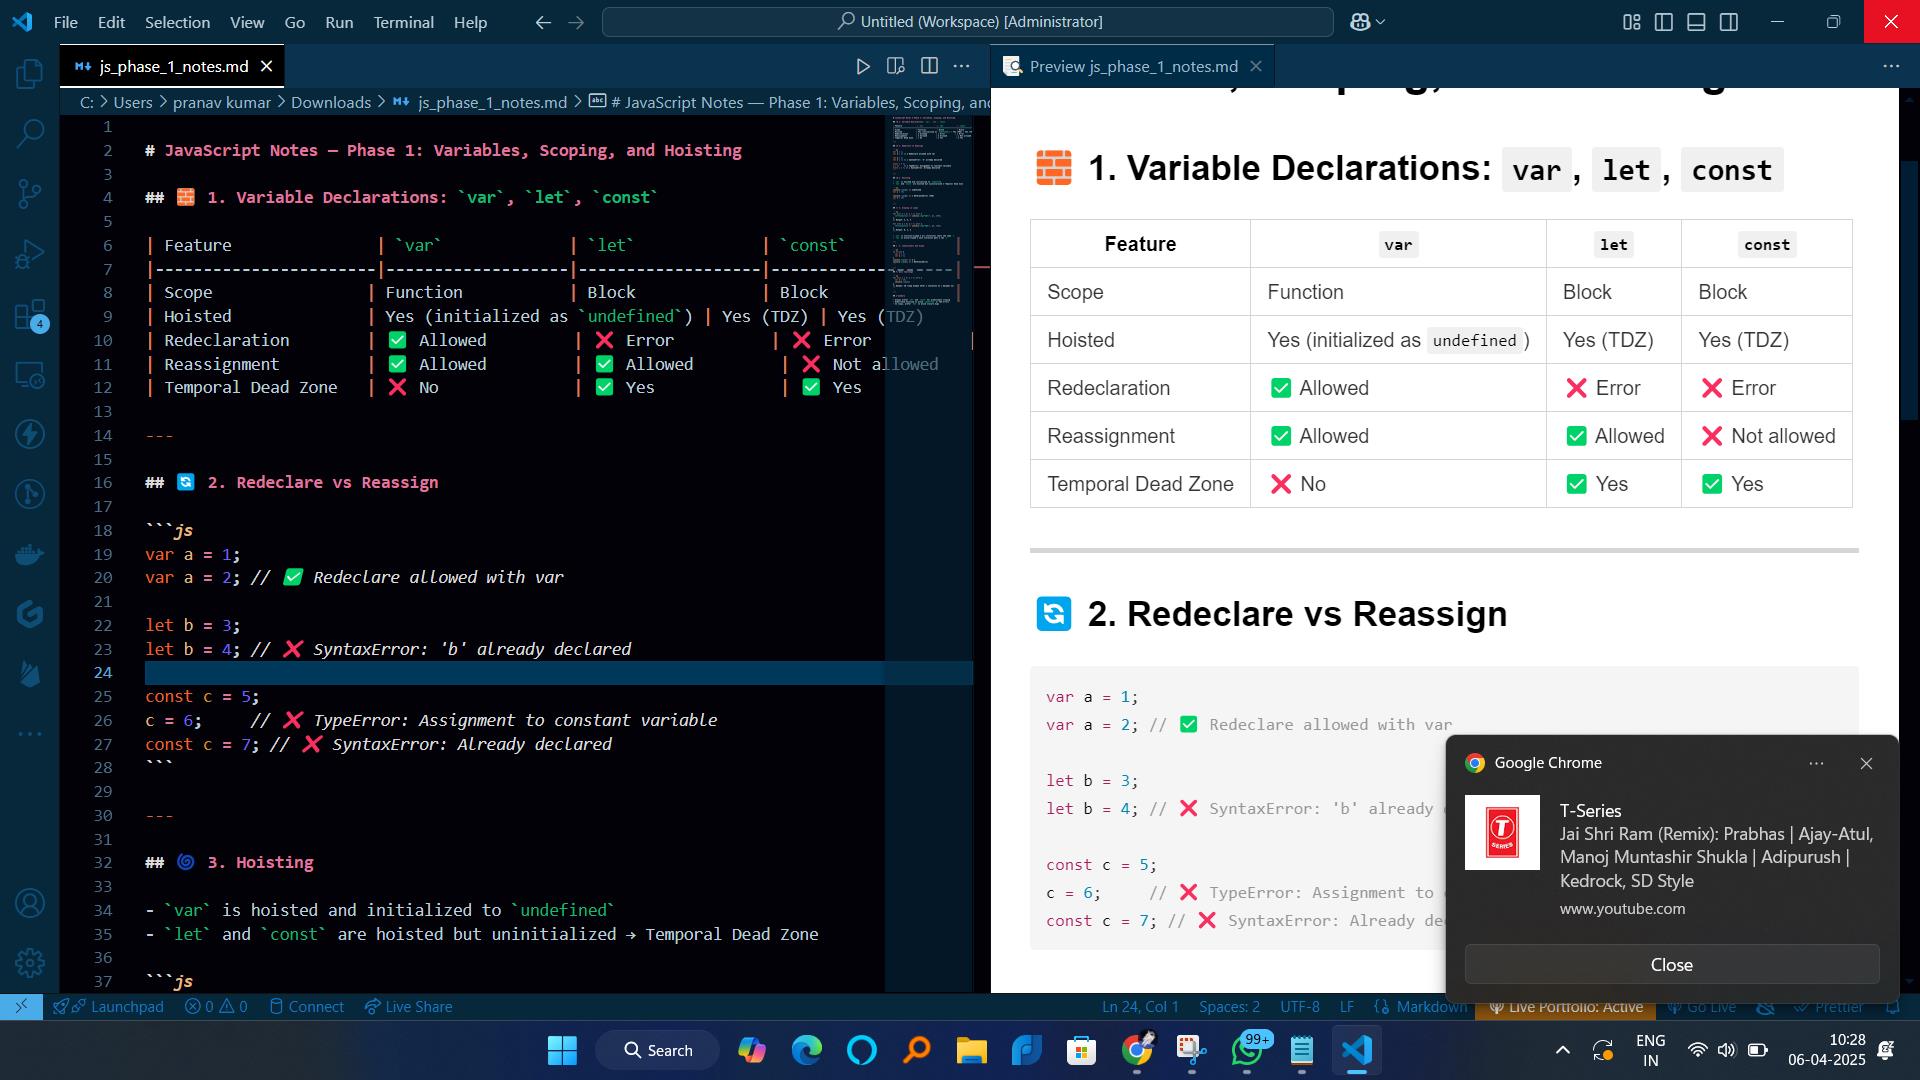 File Edit Selection View Go Run Terminal Help
Untitled (Workspace) [Administrator]
js_phase_1_notes.md
Preview js_phase_1_notes.md
C: > Users > pranav kumar > Downloads > js_phase_1_notes.md > # JavaScript Notes — Phase 1: Variables, Scoping, and
1
2 # JavaScript Notes — Phase 1: Variables, Scoping, and Hoisting
3
4 ## 🧱 1. Variable Declarations: `var`, `let`, `const`
5
6 | Feature | `var` | `let` | `const` |
7 |-----------------------|-------------------|-------------------|-------------------|
8 | Scope | Function | Block | Block |
9 | Hoisted | Yes (initialized as `undefined`) | Yes (TDZ) | Yes (TDZ)
10 | Redeclaration | ✅ Allowed | ❌ Error | ❌ Error |
11 | Reassignment | ✅ Allowed | ✅ Allowed | ❌ Not allowed
12 | Temporal Dead Zone | ❌ No | ✅ Yes | ✅ Yes
13
14 ---
15
16 ## 🔄 2. Redeclare vs Reassign
17
18 ```js
19 var a = 1;
20 var a = 2; // ✅ Redeclare allowed with var
21
22 let b = 3;
23 let b = 4; // ❌ SyntaxError: 'b' already declared
24
25 const c = 5;
26 c = 6; // ❌ TypeError: Assignment to constant variable
27 const c = 7; // ❌ SyntaxError: Already declared
28 ```
29
30 ---
31
32 ## 🌀 3. Hoisting
33
34 - `var` is hoisted and initialized to `undefined`
35 - `let` and `const` are hoisted but uninitialized → Temporal Dead Zone
36
37 ```js
🧱 1. Variable Declarations: var, let, const
Feature var let const
Scope Function Block Block
Hoisted Yes (initialized as undefined) Yes (TDZ) Yes (TDZ)
Redeclaration ✅ Allowed ❌ Error ❌ Error
Reassignment ✅ Allowed ✅ Allowed ❌ Not allowed
Temporal Dead Zone ❌ No ✅ Yes ✅ Yes
🔄 2. Redeclare vs Reassign
var a = 1;
var a = 2; // ✅ Redeclare allowed with var
let b = 3;
let b = 4; // ❌ SyntaxError: 'b' already
const c = 5;
c = 6; // ❌ TypeError: Assignment to
const c = 7; // ❌ SyntaxError: Already de
Google Chrome
T-Series
Jai Shri Ram (Remix): Prabhas | Ajay-Atul,
Manoj Muntashir Shukla | Adipurush |
Kedrock, SD Style
www.youtube.com
Close
4
Launchpad 0 0 Connect Live Share
Ln 24, Col 1 Spaces: 2 UTF-8 LF {} Markdown Live Portfolio: Active Go Live Prettier
Search
99+
ENG
IN
10:28
06-04-2025